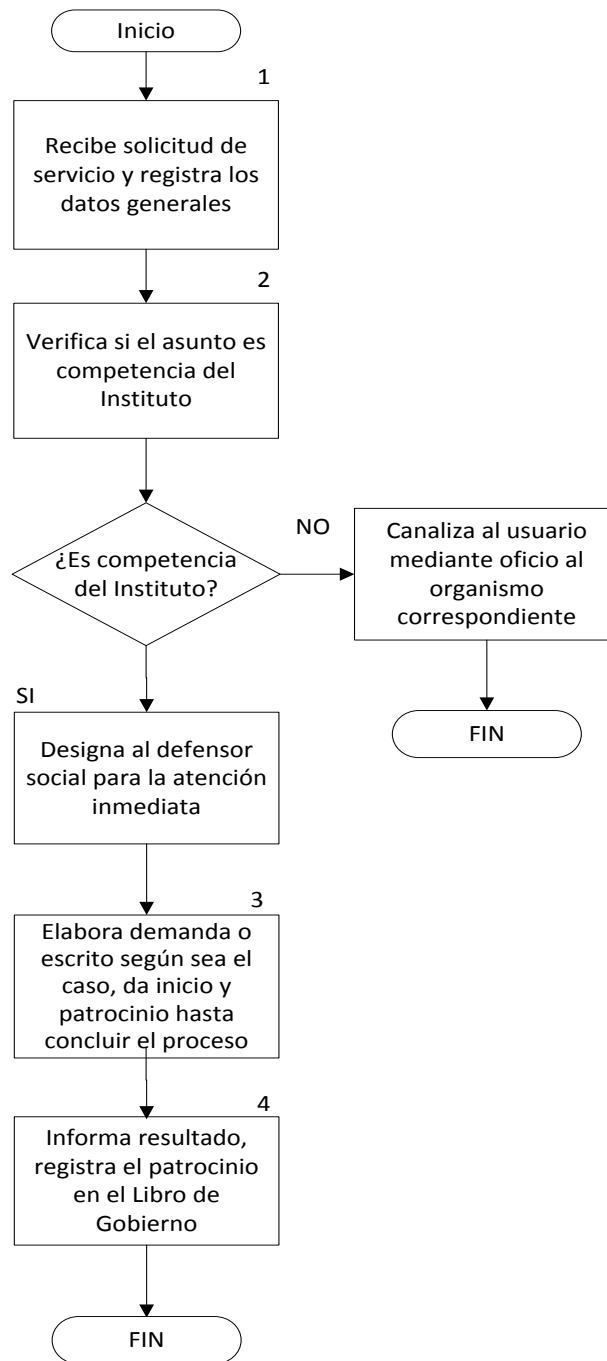 Inicio
1
Recibe solicitud de
servicio y registra los
datos generales
2
Verifica si el asunto es
competencia del
Instituto
¿Es competencia
del Instituto?
NO
Canaliza al usuario
mediante oficio al
organismo
correspondiente
FIN
SI
Designa al defensor
social para la atención
inmediata
3
Elabora demanda o
escrito según sea el
caso, da inicio y
patrocinio hasta
concluir el proceso
4
Informa resultado,
registra el patrocinio
en el Libro de
Gobierno
FIN